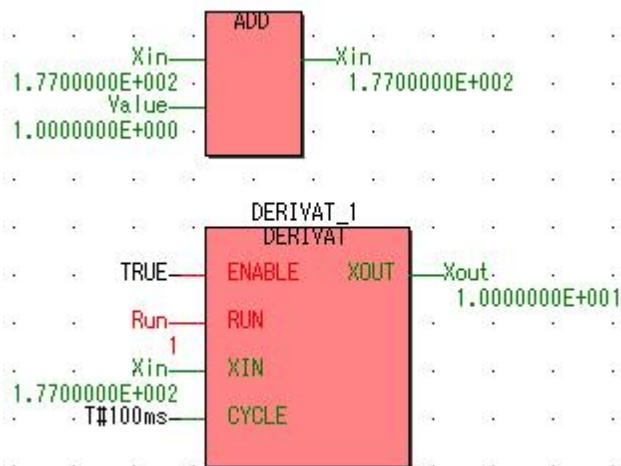 ADD
Xin Xin
1.7700000E+002 1.7700000E+002
Value
1.0000000E+000
DERIVAT_1
DERIVAT
TRUE ENABLE XOUT Xout
1.0000000E+001
Run RUN
1
Xin XIN
1.7700000E+002
T#100ms CYCLE